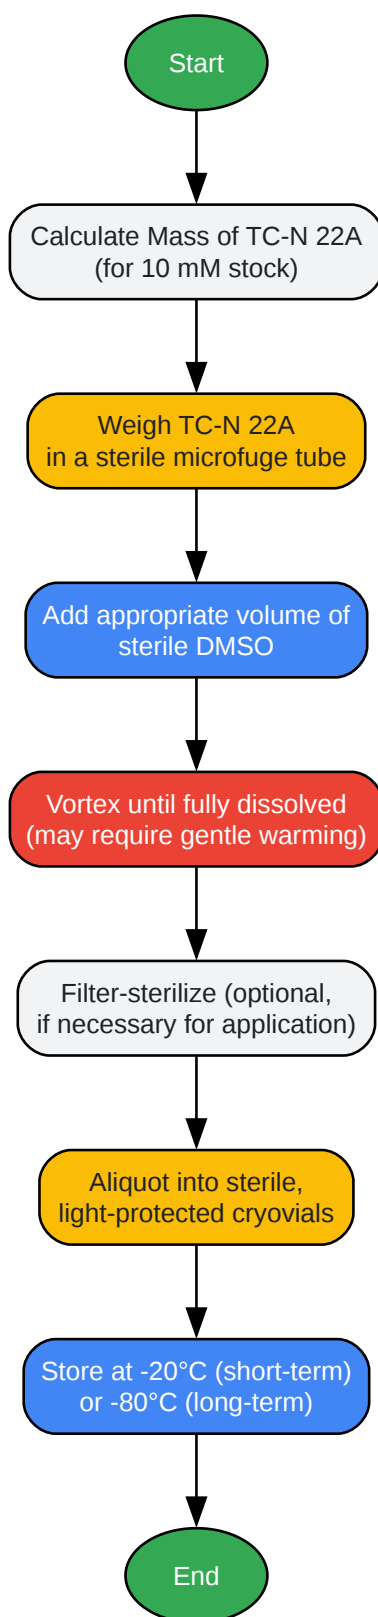 Start
Calculate Mass of TC-N 22A
(for 10 mM stock)
Weigh TC-N 22A
in a sterile microfuge tube
Add appropriate volume of
sterile DMSO
Vortex until fully dissolved
(may require gentle warming)
Filter-sterilize (optional,
if necessary for application)
Aliquot into sterile,
light-protected cryovials
Store at -20°C (short-term)
or -80°C (long-term)
End